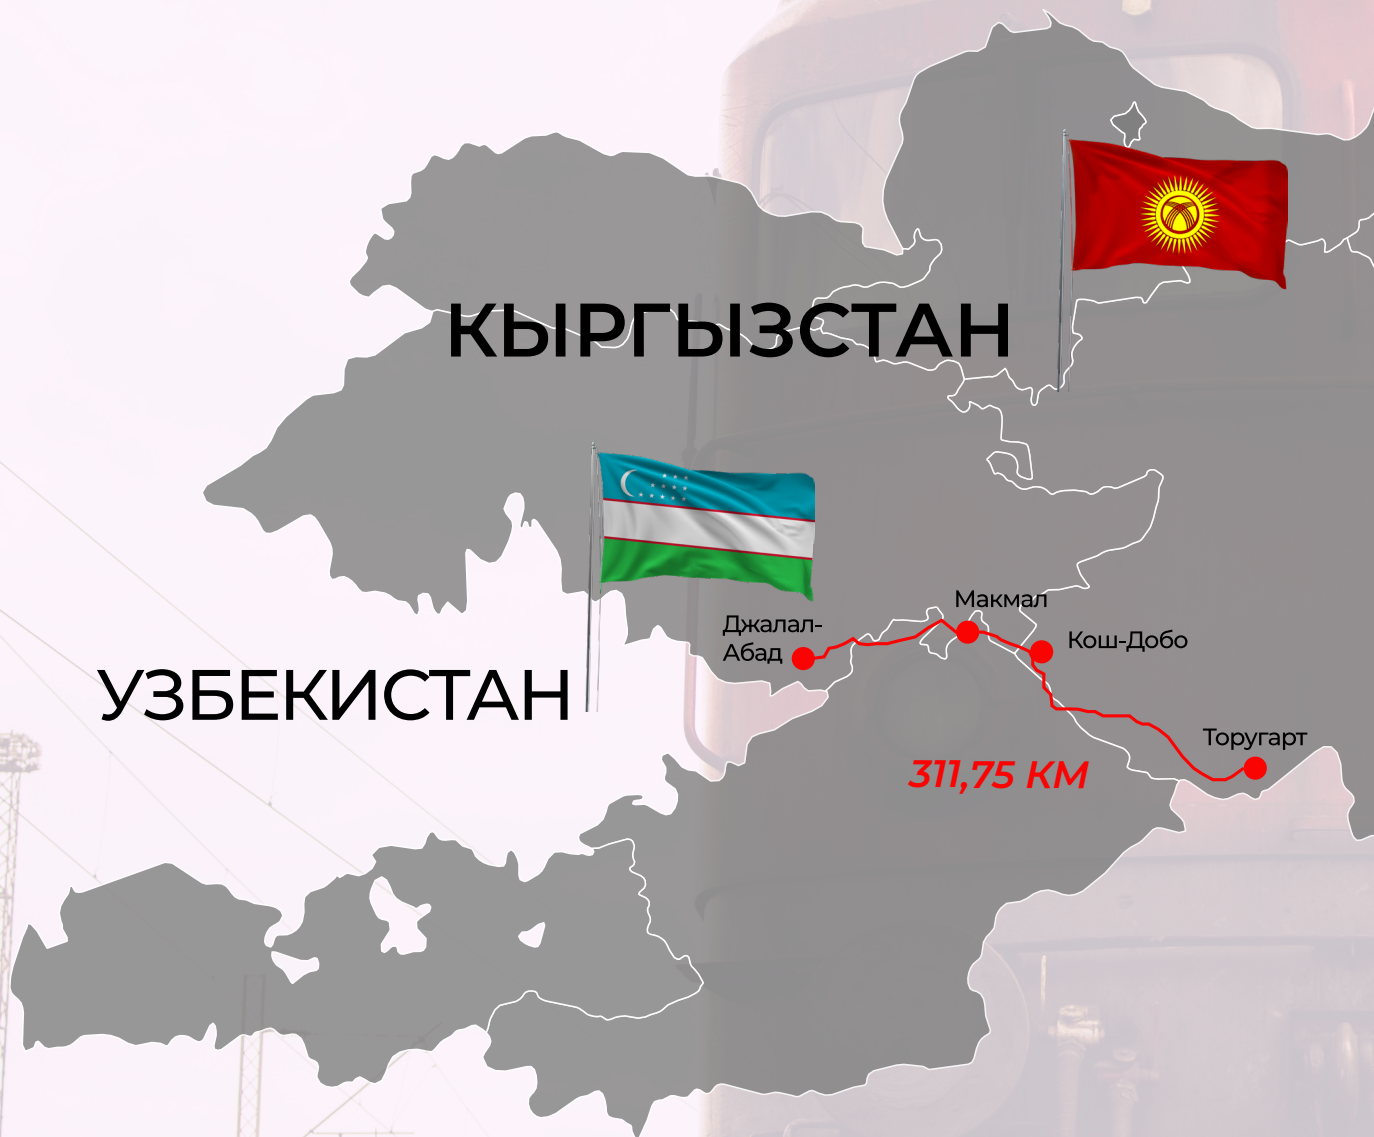 КЫРГЫЗСТАН
Макмал
Джалал-
Абад
Кош-Добо
УЗБЕКИСТАН
Торугарт
311,75 КМ